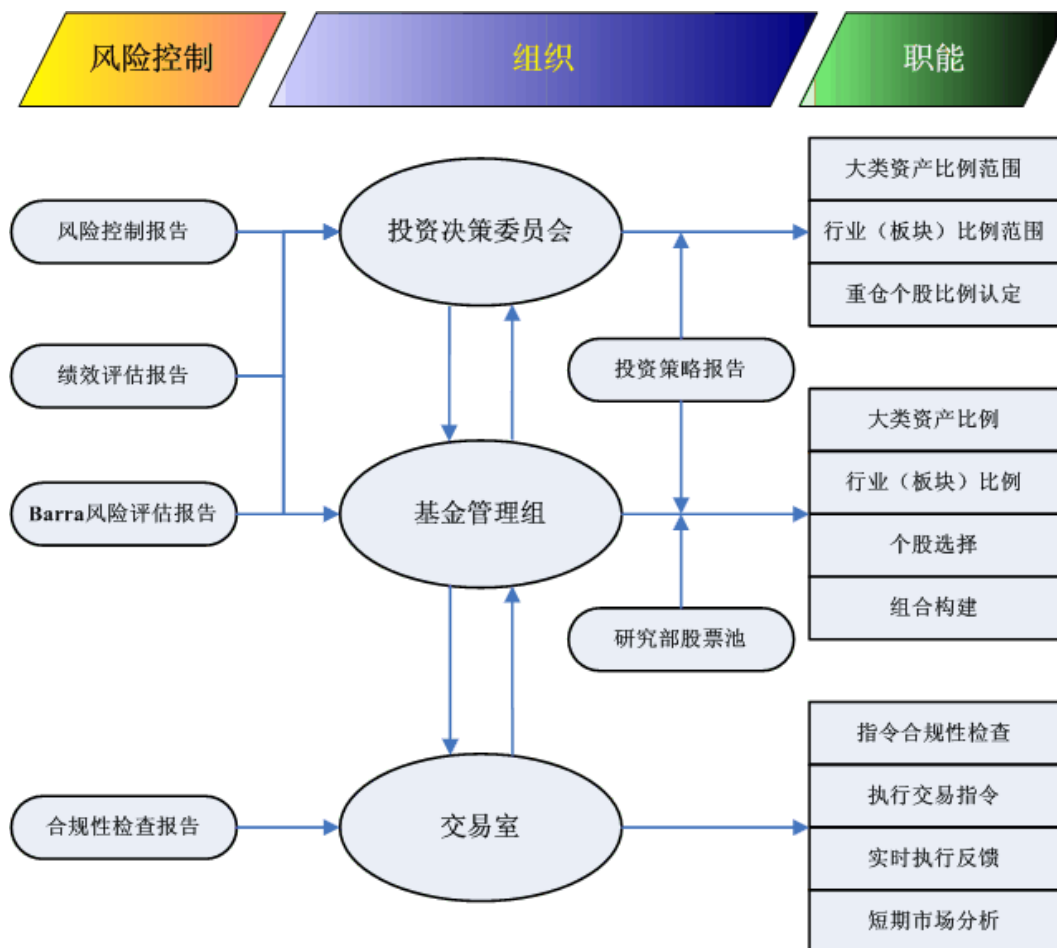 风险控制
组织
职能
风险控制报告
绩效评估报告
Barra风险评估报告
合规性检查报告
投资决策委员会
基金管理组
交易室
投资策略报告
研究部股票池
大类资产比例范围
行业（板块）比例范围
重仓个股比例认定
大类资产比例
行业（板块）比例
个股选择
组合构建
指令合规性检查
执行交易指令
实时执行反馈
短期市场分析